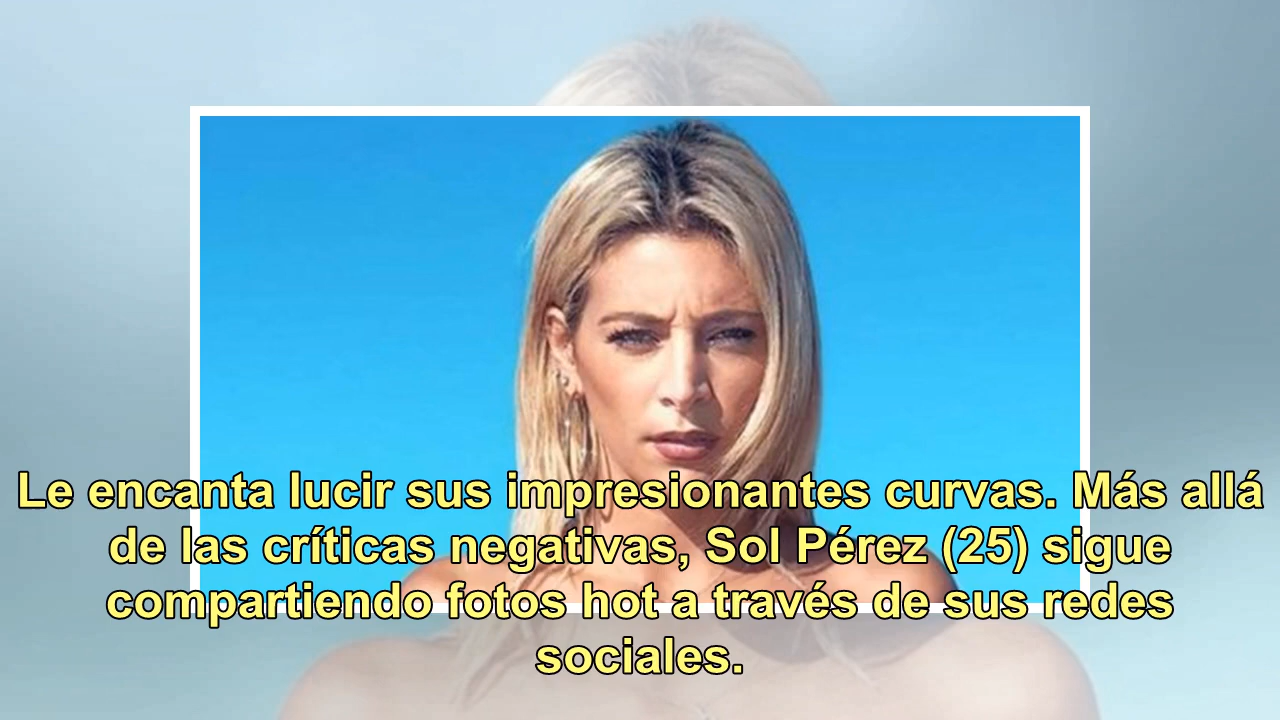 Le encanta lucir sus impresionantes curvas. Más allá
de las críticas negativas, Sol Pérez (25) sigue
compartiendo fotos hot a través de sus redes
sociales.